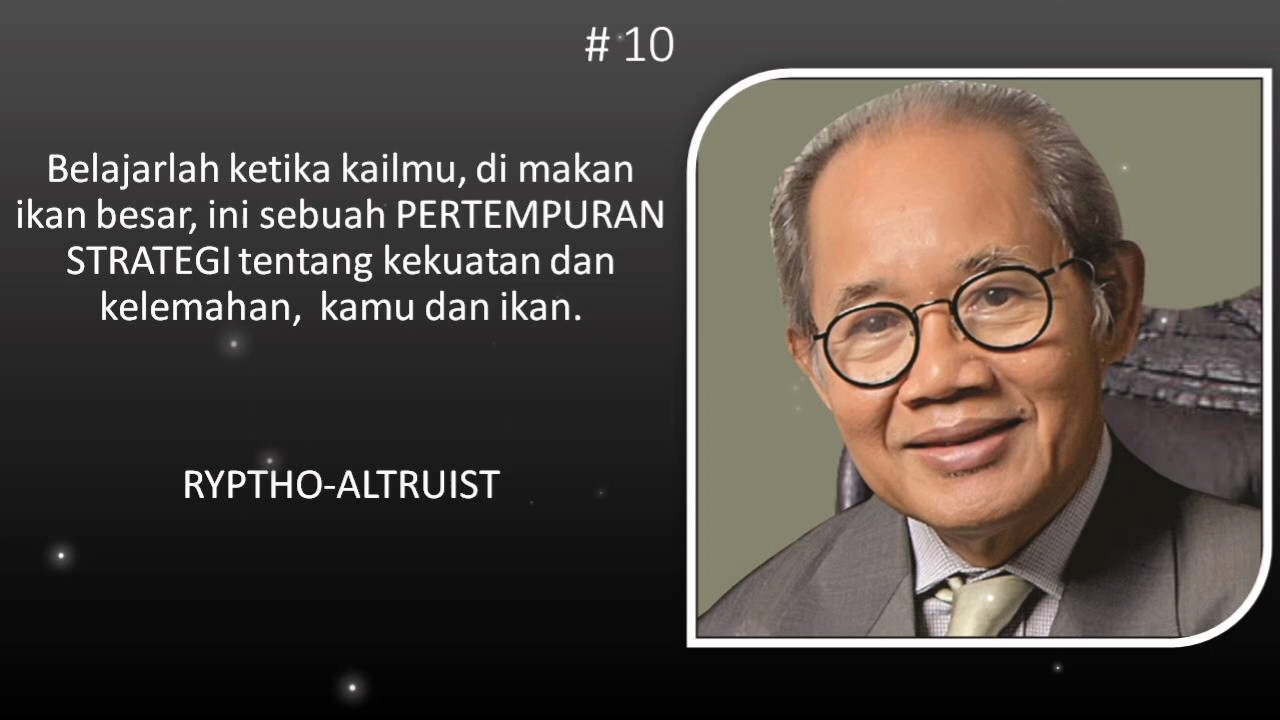 # 10
Belajarlah ketika kailmu, di makan
ikan besar, ini sebuah PERTEMPURAN
STRATEGI tentang kekuatan dan
kelemahan,  kamu dan ikan.
RYPTHO-ALTRUIST